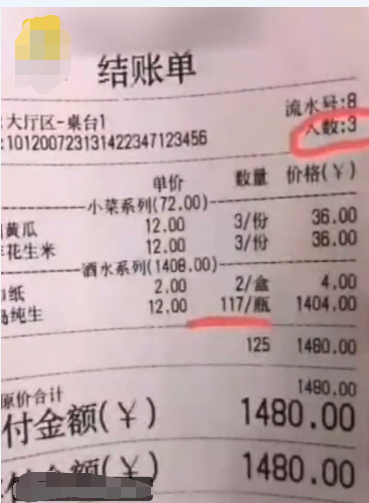 结账单
流水号:8
:大厅区-桌台1
人数:3
:101200723131422347123456
单价 数量 价格(￥)
小菜系列(72.00)
黄瓜 12.00 3/份 36.00
花生米 12.00 3/份 36.00
酒水系列(1408.00)
纸 2.00 2/盒 4.00
岛纯生 12.00 117/瓶 1404.00
125 1480.00
原价合计 1480.00
付金额(￥) 1480.00
付金额(￥) 1480.00